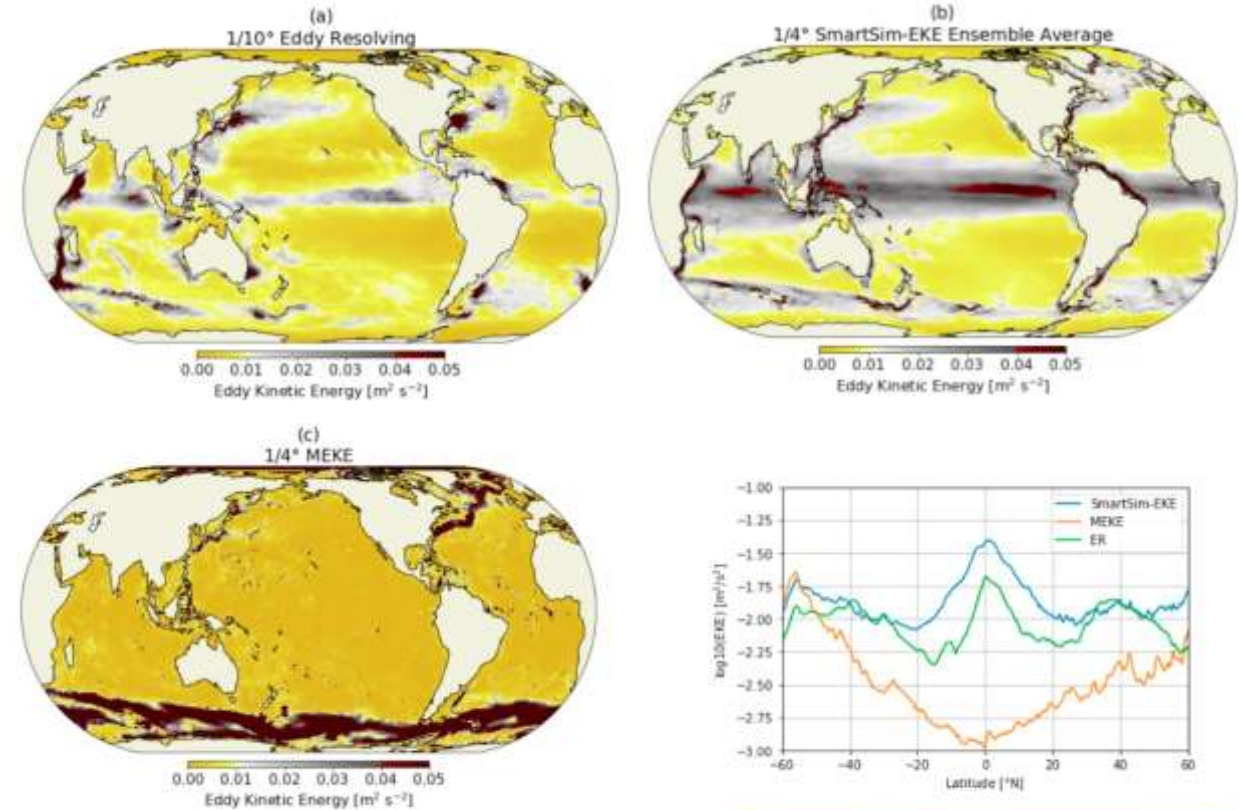 (a)
1/10° Eddy Resolving
0.00 0.01 0.02 0.03 0.04 0.05
Eddy Kinetic Energy [m² s⁻²]
(b)
1/4° SmartSim-EKE Ensemble Average
0.00 0.01 0.02 0.03 0.04 0.05
Eddy Kinetic Energy [m² s⁻²]
(c)
1/4° MEKE
0.00 0.01 0.02 0.03 0.04 0.05
Eddy Kinetic Energy [m² s⁻²]
−1.00
−1.25
−1.50
−1.75
−2.00
−2.25
−2.50
−2.75
−3.00
log10(EKE) [m²/s²]
SmartSim-EKE
MEKE
ER
−60 −40 −20 0 20 40 60
Latitude [°N]